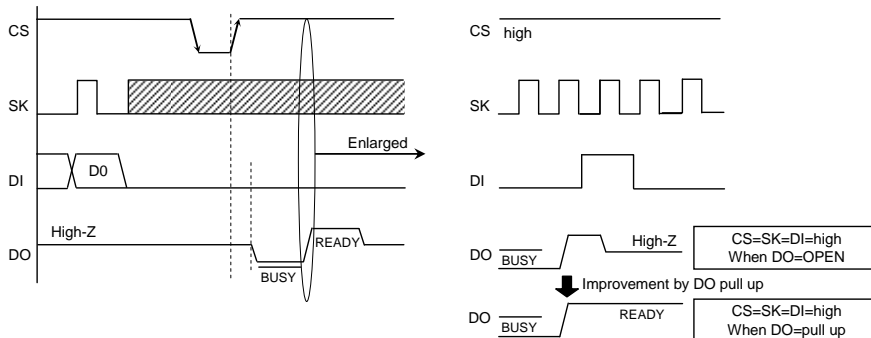 CS
SK
DI
D0
Enlarged
High-Z
DO
BUSY
READY
CS
high
SK
DI
DO
BUSY
High-Z
CS=SK=DI=high
When DO=OPEN
Improvement by DO pull up
DO
BUSY
READY
CS=SK=DI=high
When DO=pull up